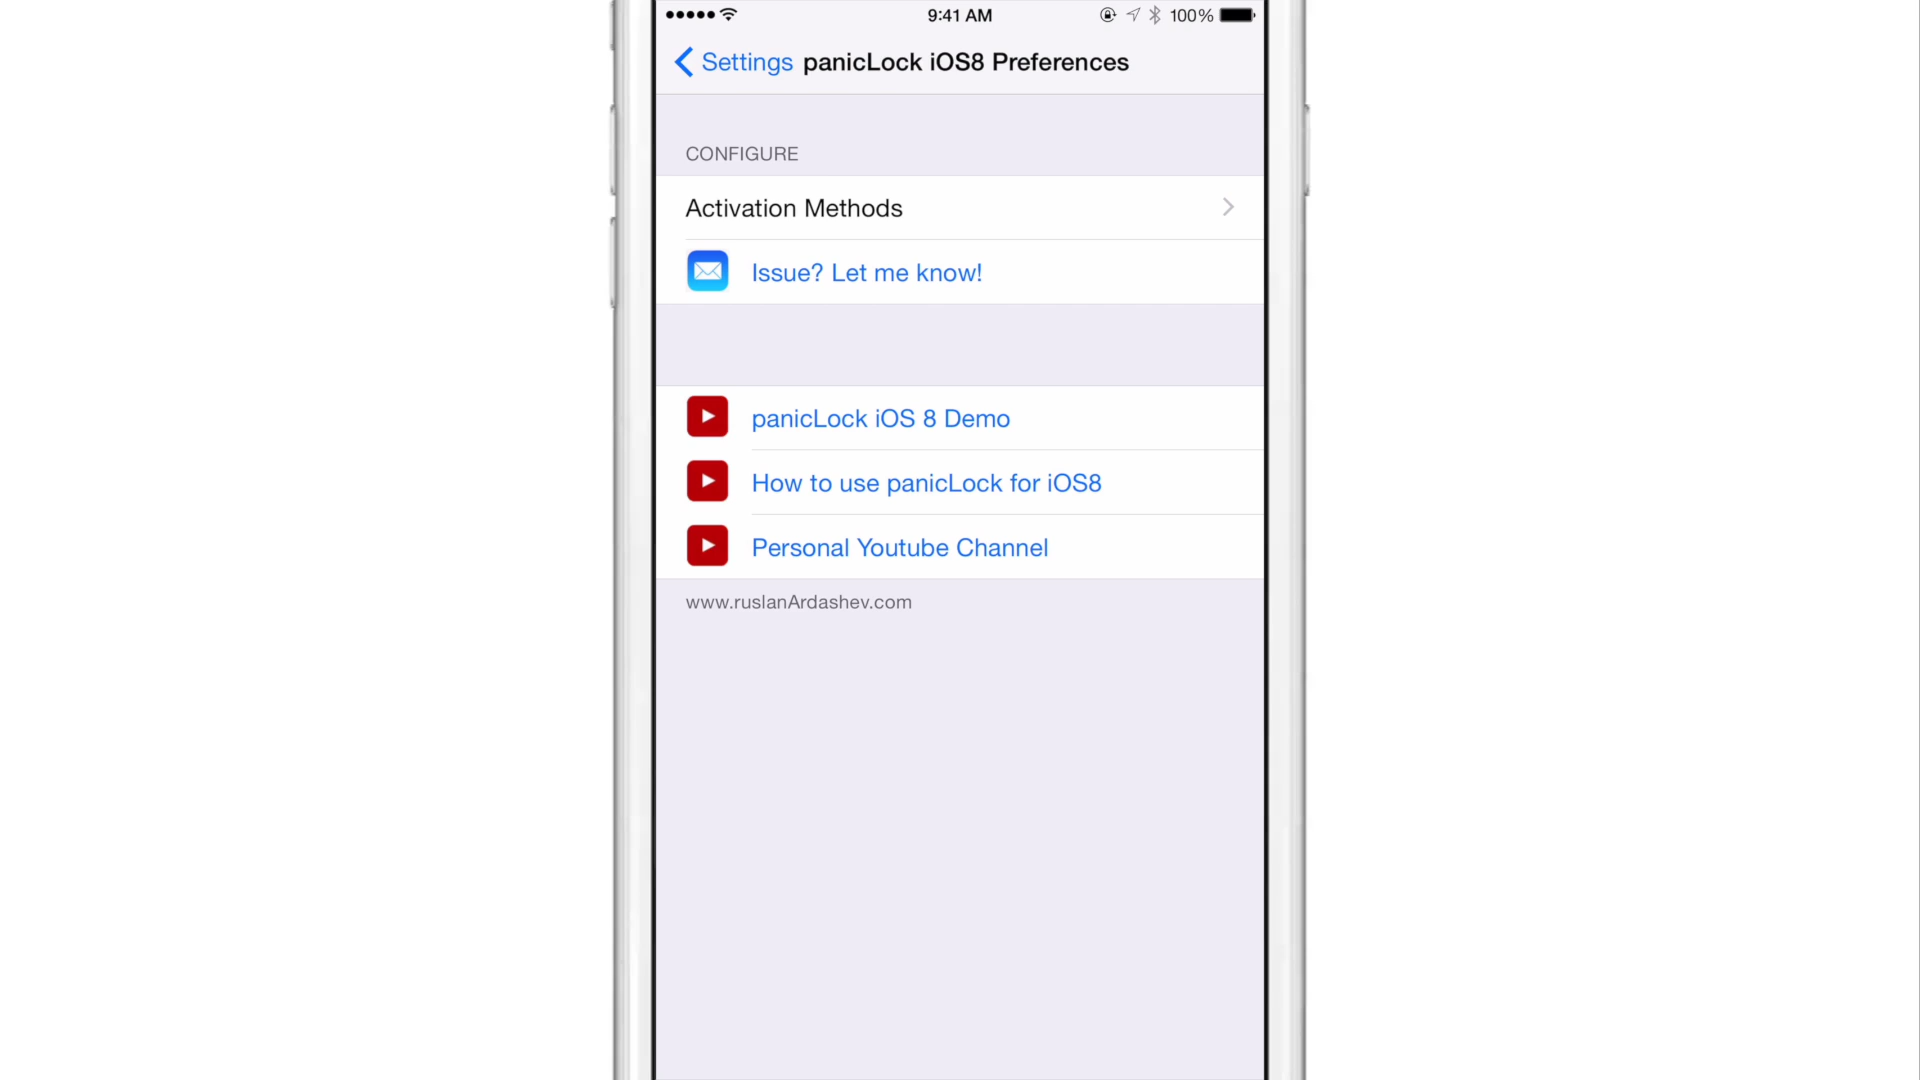 9:41 AM 100%
Settings panicLock iOS8 Preferences
CONFIGURE
Activation Methods
Issue? Let me know!
panicLock iOS 8 Demo
How to use panicLock for iOS8
Personal Youtube Channel
www.ruslanArdashev.com